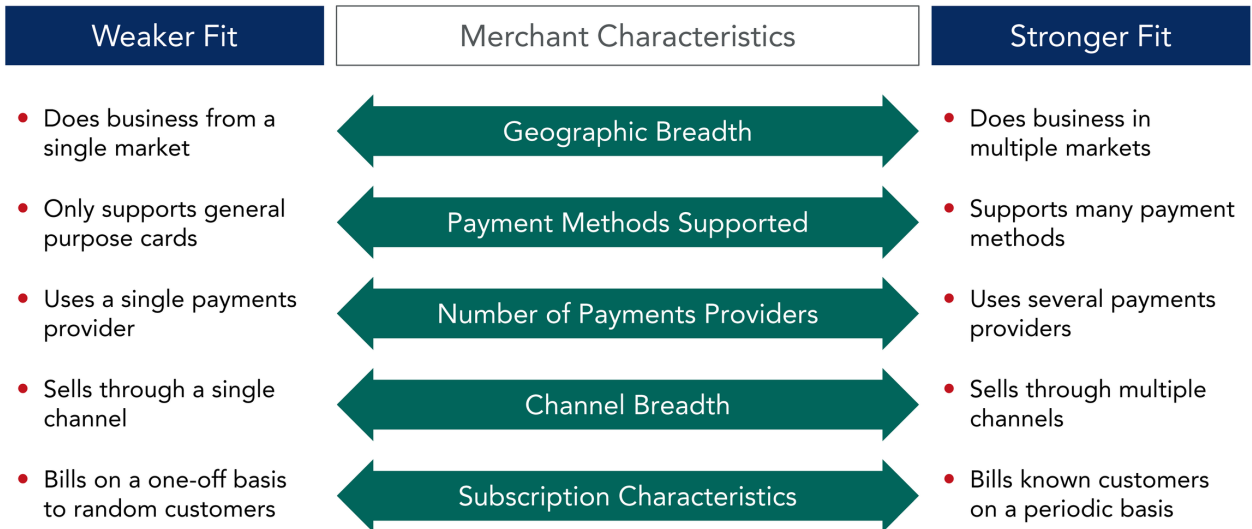 Weaker Fit
Merchant Characteristics
Stronger Fit
Does business from a
single market
Geographic Breadth
Does business in
multiple markets
Only supports general
purpose cards
Payment Methods Supported
Supports many payment
methods
Uses a single payments
provider
Number of Payments Providers
Uses several payments
providers
Sells through a single
channel
Channel Breadth
Sells through multiple
channels
Bills on a one-off basis
to random customers
Subscription Characteristics
Bills known customers
on a periodic basis